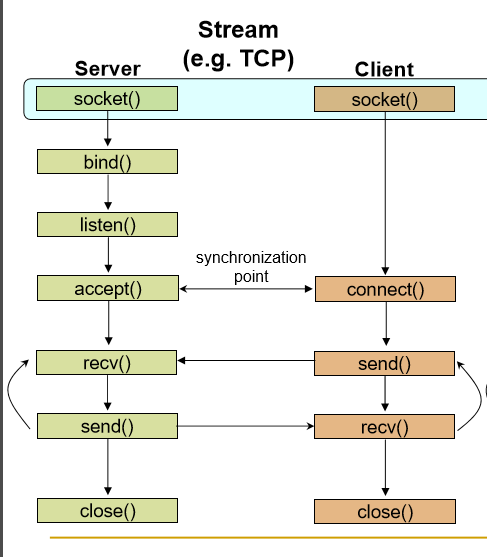 Stream
(e.g. TCP)
Server
Client
socket()
socket()
bind()
listen()
synchronization
point
accept()
connect()
recv()
send()
send()
recv()
close()
close()